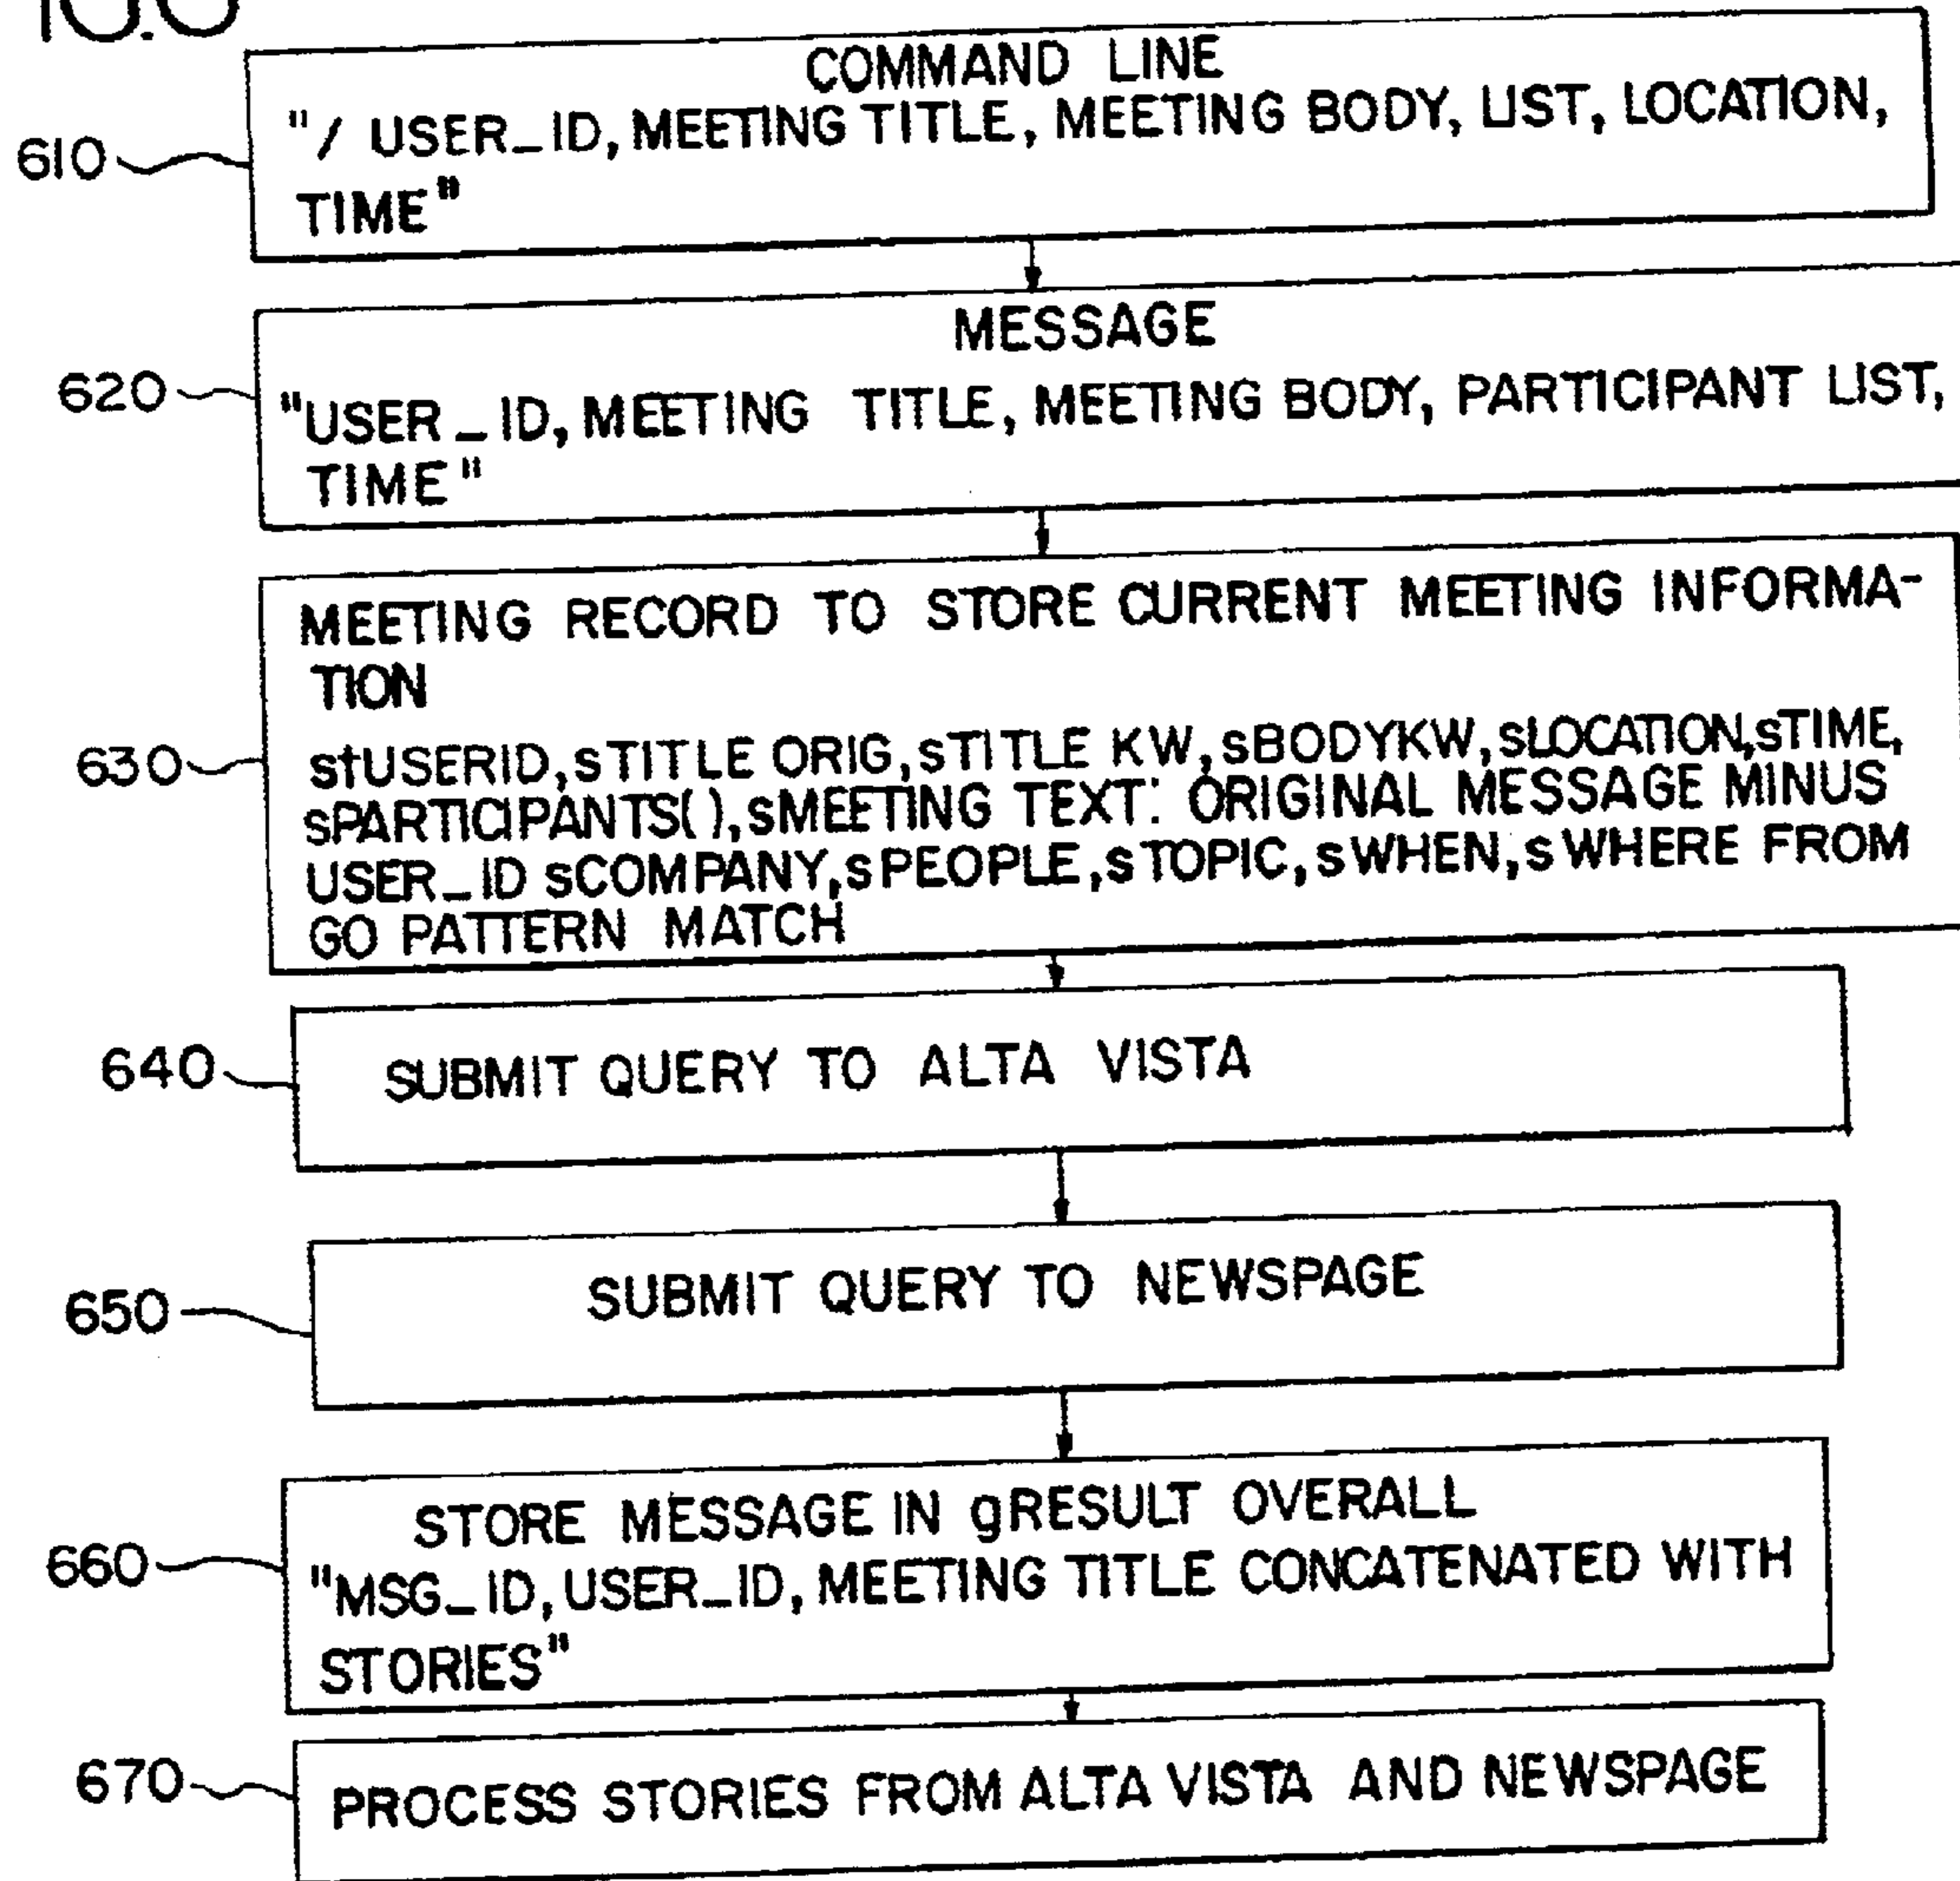 COMMAND LINE
"/ USER_ID, MEETING TITLE, MEETING BODY, LIST, LOCATION,
TIME"
610
MESSAGE
620
"USER_ID, MEETING TITLE, MEETING BODY, PARTICIPANT LIST,
TIME"
MEETING RECORD TO STORE CURRENT MEETING INFORMA-
TION
630
stUSERID, sTITLE ORIG, sTITLE KW, sBODYKW, sLOCATION, sTIME,
sPARTICIPANTS( ), sMEETING TEXT: ORIGINAL MESSAGE MINUS
USER_ID sCOMPANY, sPEOPLE, sTOPIC, sWHEN, sWHERE FROM
GO PATTERN MATCH
640
SUBMIT QUERY TO ALTA VISTA
650
SUBMIT QUERY TO NEWSPAGE
STORE MESSAGE IN gRESULT OVERALL
660
"MSG_ID, USER_ID, MEETING TITLE CONCATENATED WITH
STORIES"
670
PROCESS STORIES FROM ALTA VISTA AND NEWSPAGE